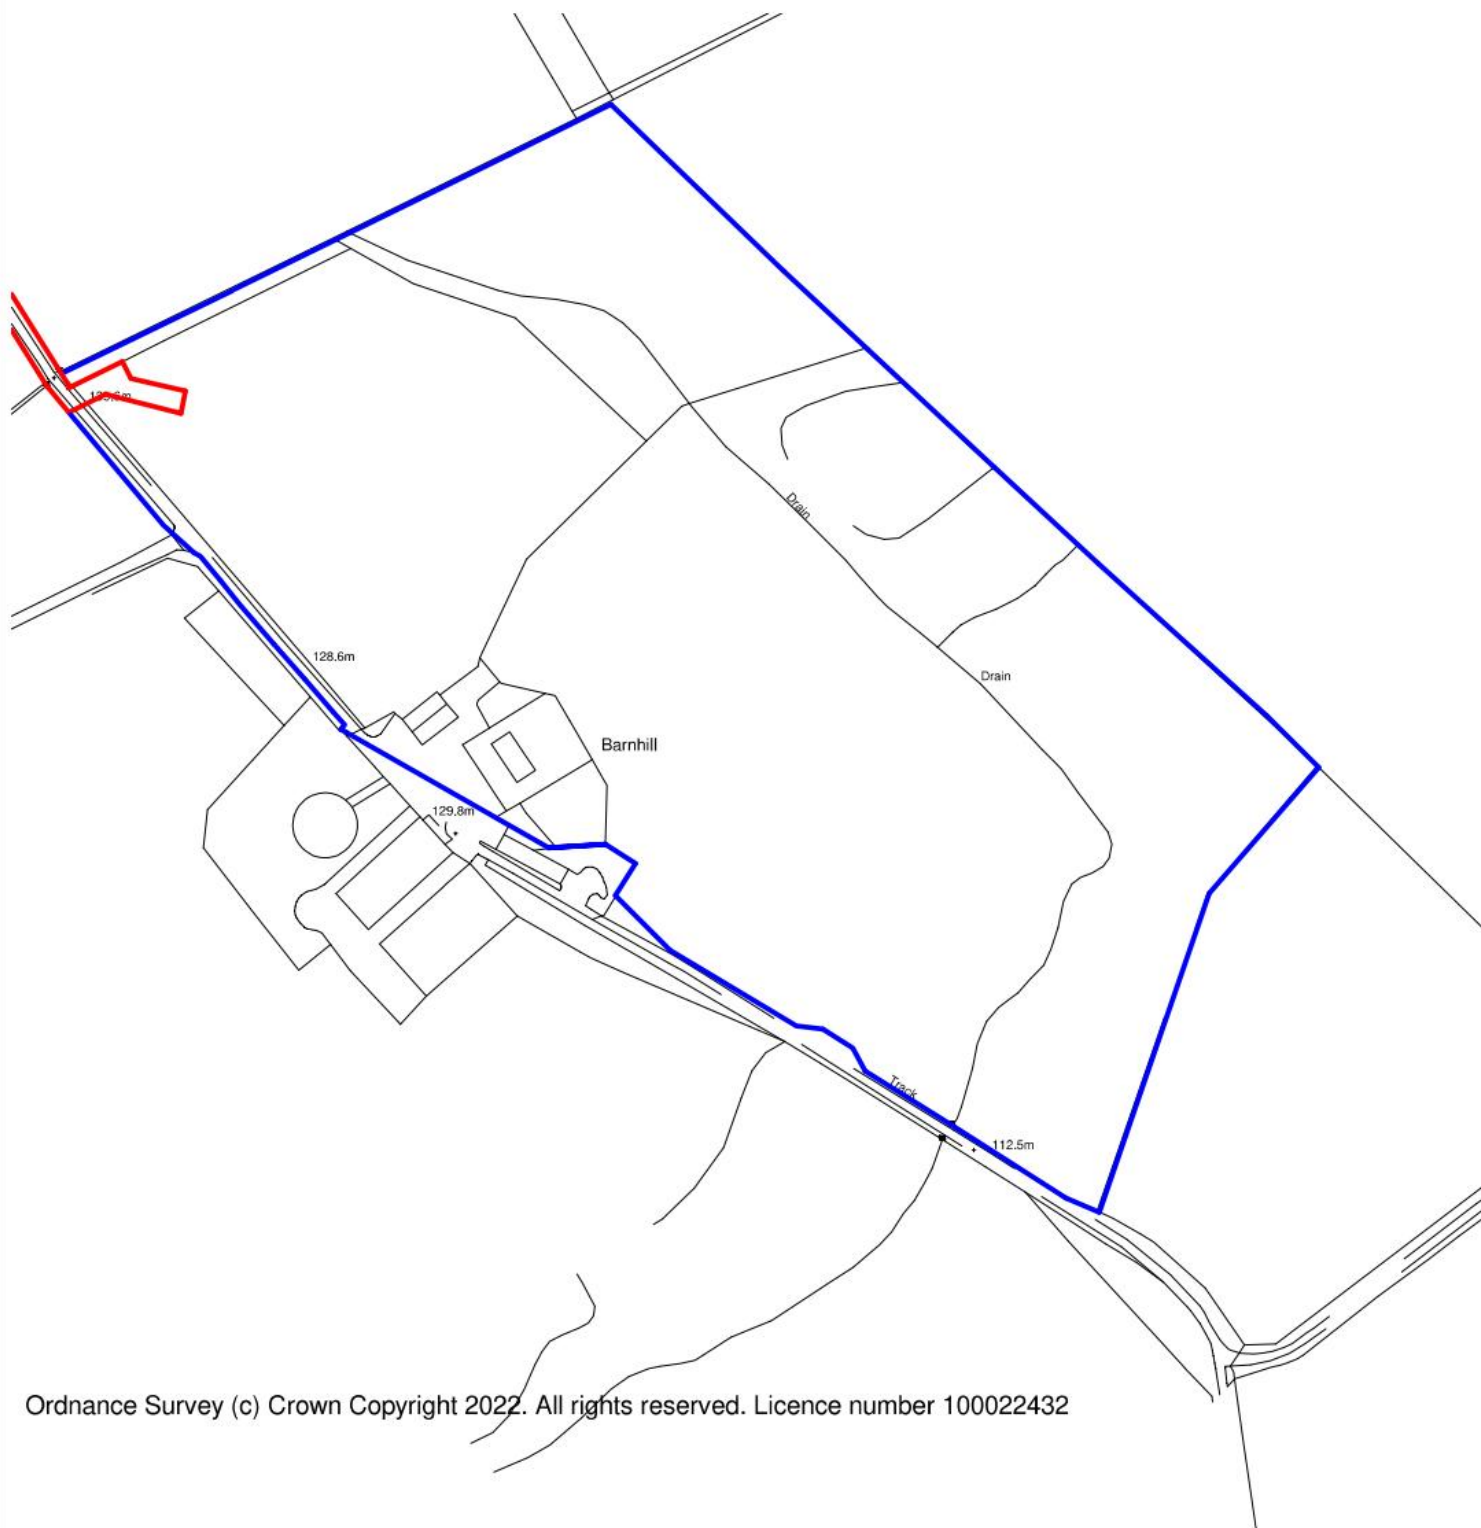 Drain
Drain
128.6m
Barnhill
129.8m
Track
112.5m
Ordnance Survey (c) Crown Copyright 2022. All rights reserved. Licence number 100022432